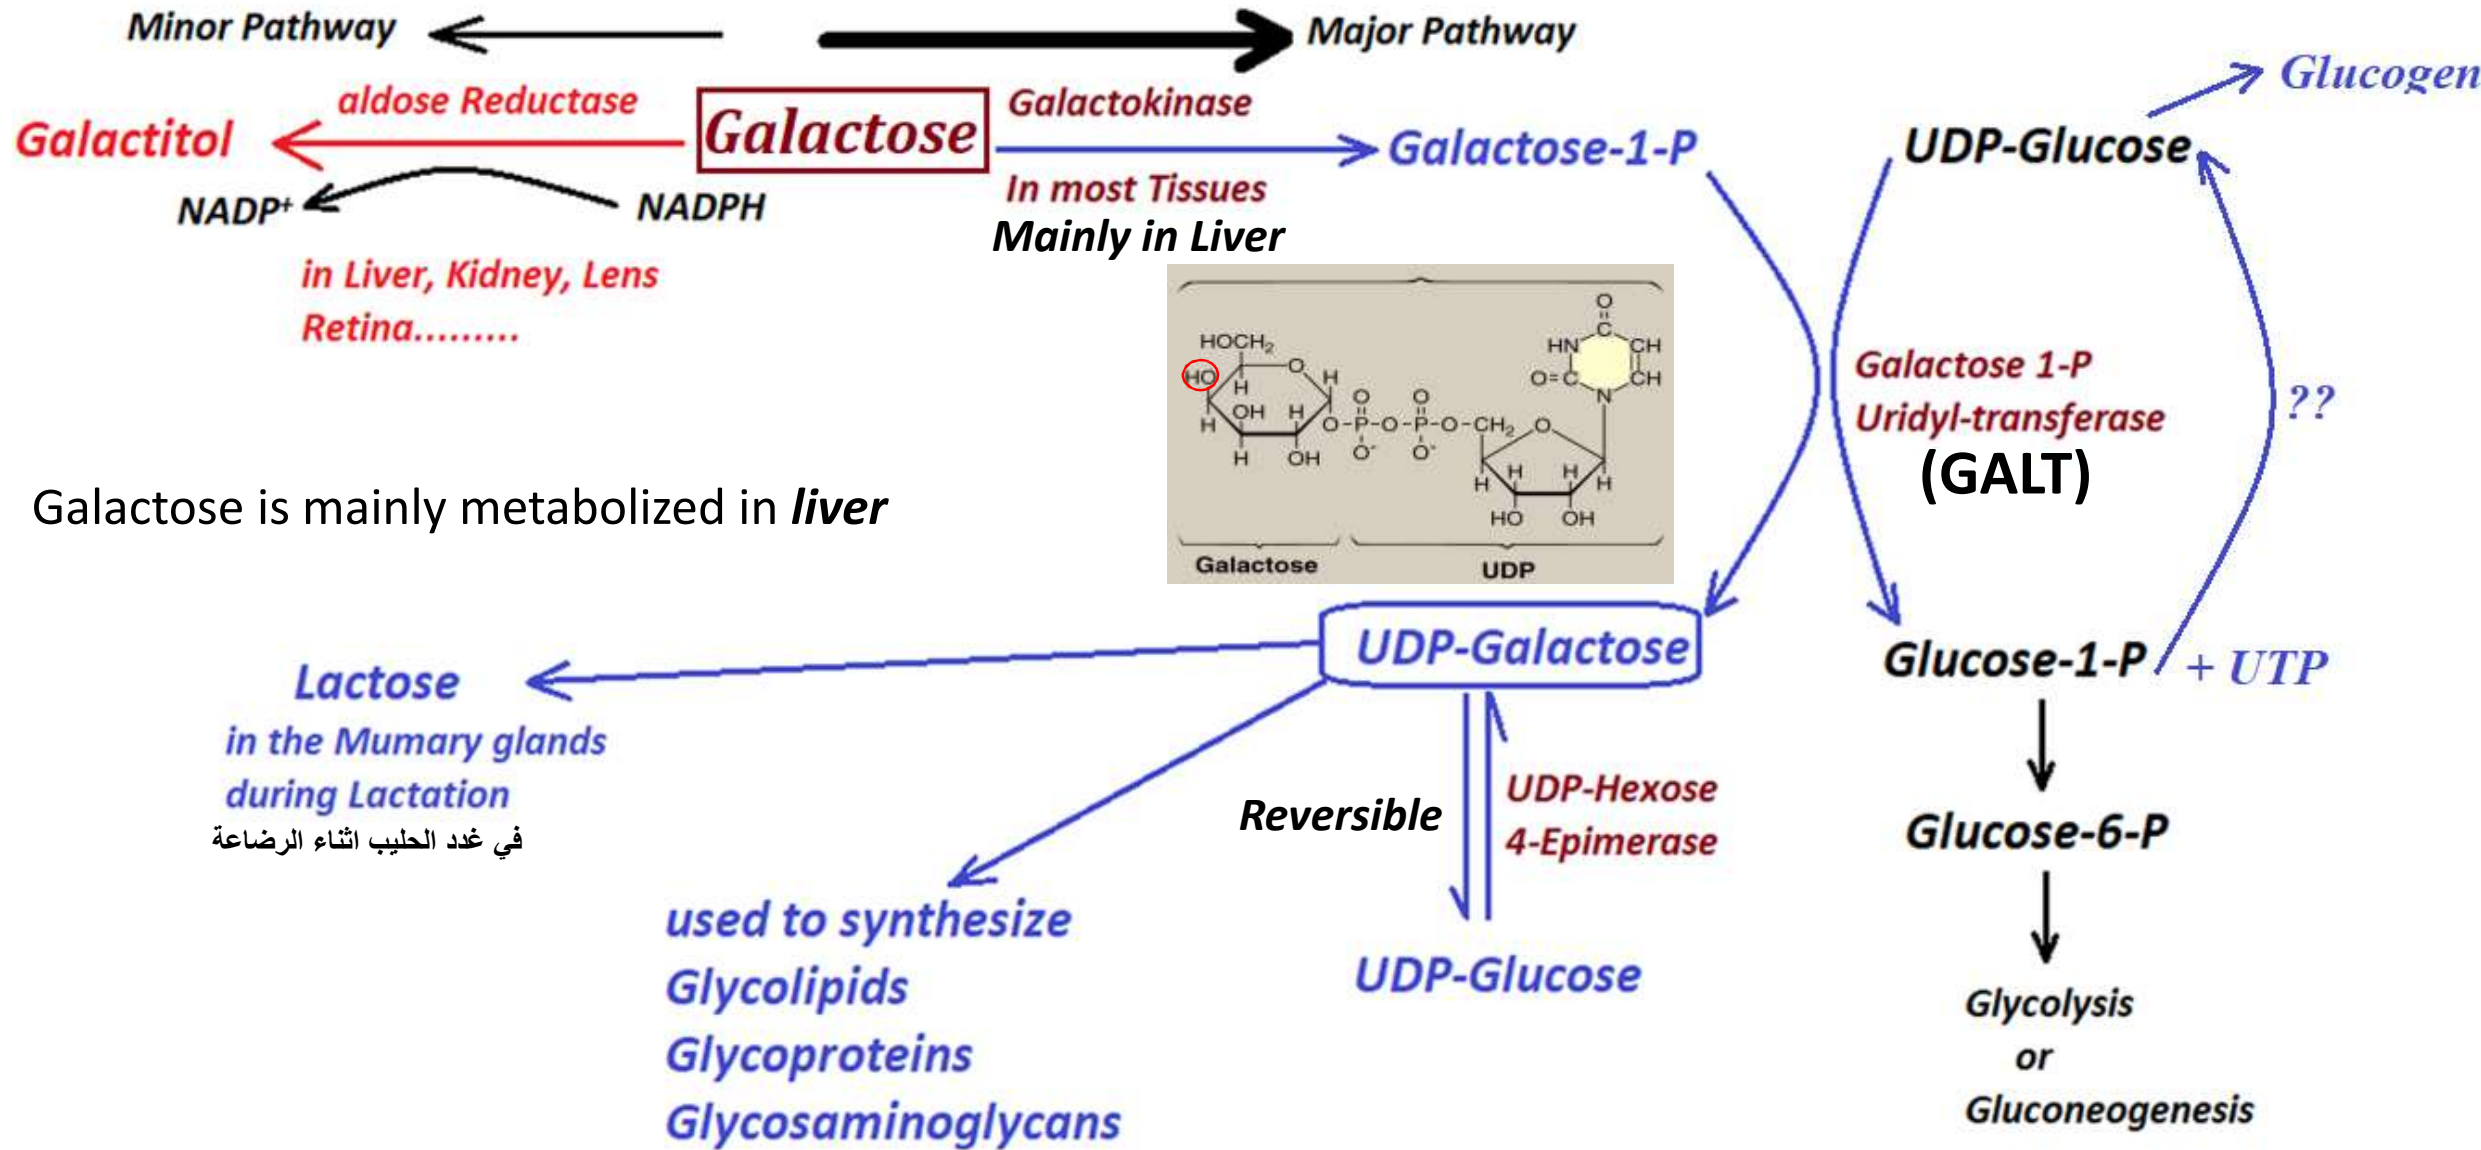 Minor Pathway
Major Pathway
Glucogen
aldose Reductase
Galactitol
Galactose
Galactokinase
Galactose-1-P
UDP-Glucose
In most Tissues
NADP⁺
NADPH
Mainly in Liver
in Liver, Kidney, Lens
Retina.........
O
C
HN
CH
O=C
CH
N
HOCH₂
HO
H
O
H
OH
H
H
H
OH
O-P-O-P-O-CH₂
O
O
O⁻
O⁻
O
H
H
H
H
HO
OH
Galactose
UDP
Galactose 1-P
Uridyl-transferase
(GALT)
??
Galactose is mainly metabolized in liver
UDP-Galactose
Glucose-1-P
+ UTP
Lactose
in the Mumary glands
during Lactation
في غدد الحليب اثناء الرضاعة
Reversible
UDP-Hexose
4-Epimerase
Glucose-6-P
used to synthesize
Glycolipids
Glycoproteins
Glycosaminoglycans
UDP-Glucose
Glycolysis
or
Gluconeogenesis